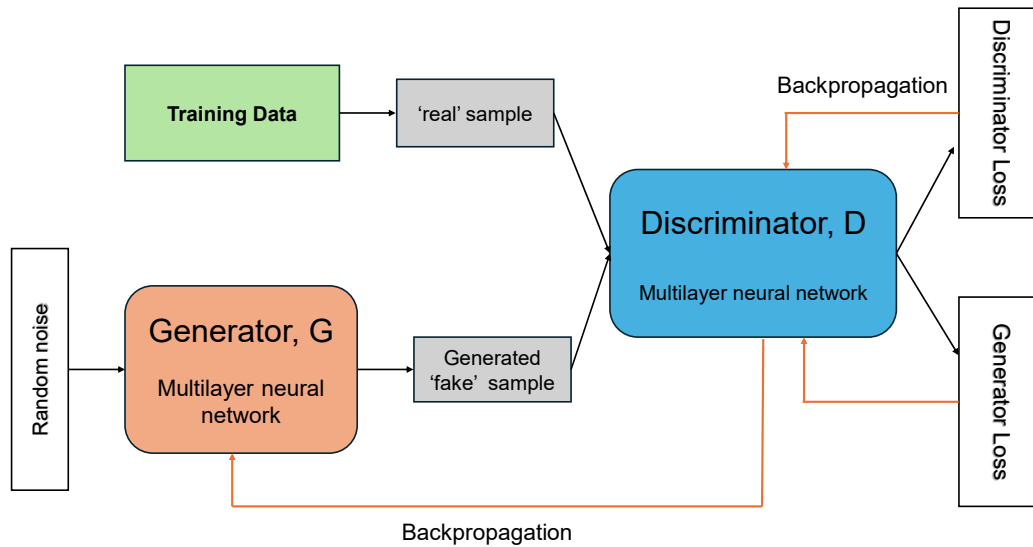 Training Data
‘real’ sample
Backpropagation
Discriminator Loss
Discriminator, D
Multilayer neural network
Random noise
Generator, G
Multilayer neural
network
Generated
‘fake’ sample
Generator Loss
Backpropagation